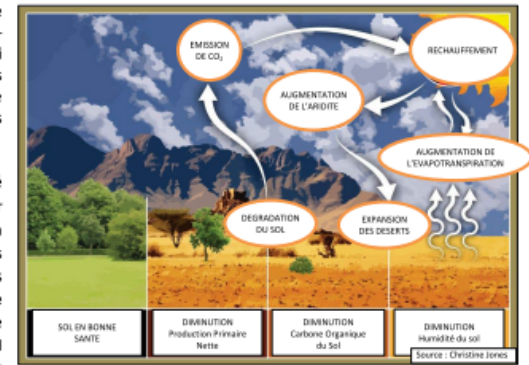 EMISSION
DE CO₂
RECHAUFFEMENT
AUGMENTATION
DE L'ARIDITE
AUGMENTATION DE
L'EVAPOTRANSPIRATION
DEGRADATION
DU SOL
EXPANSION
DES DESERTS
SOL EN BONNE
SANTE
DIMINUTION
Production Primaire
Nette
DIMINUTION
Carbone Organique
du Sol
DIMINUTION
Humidité du sol
Source : Christine Jones